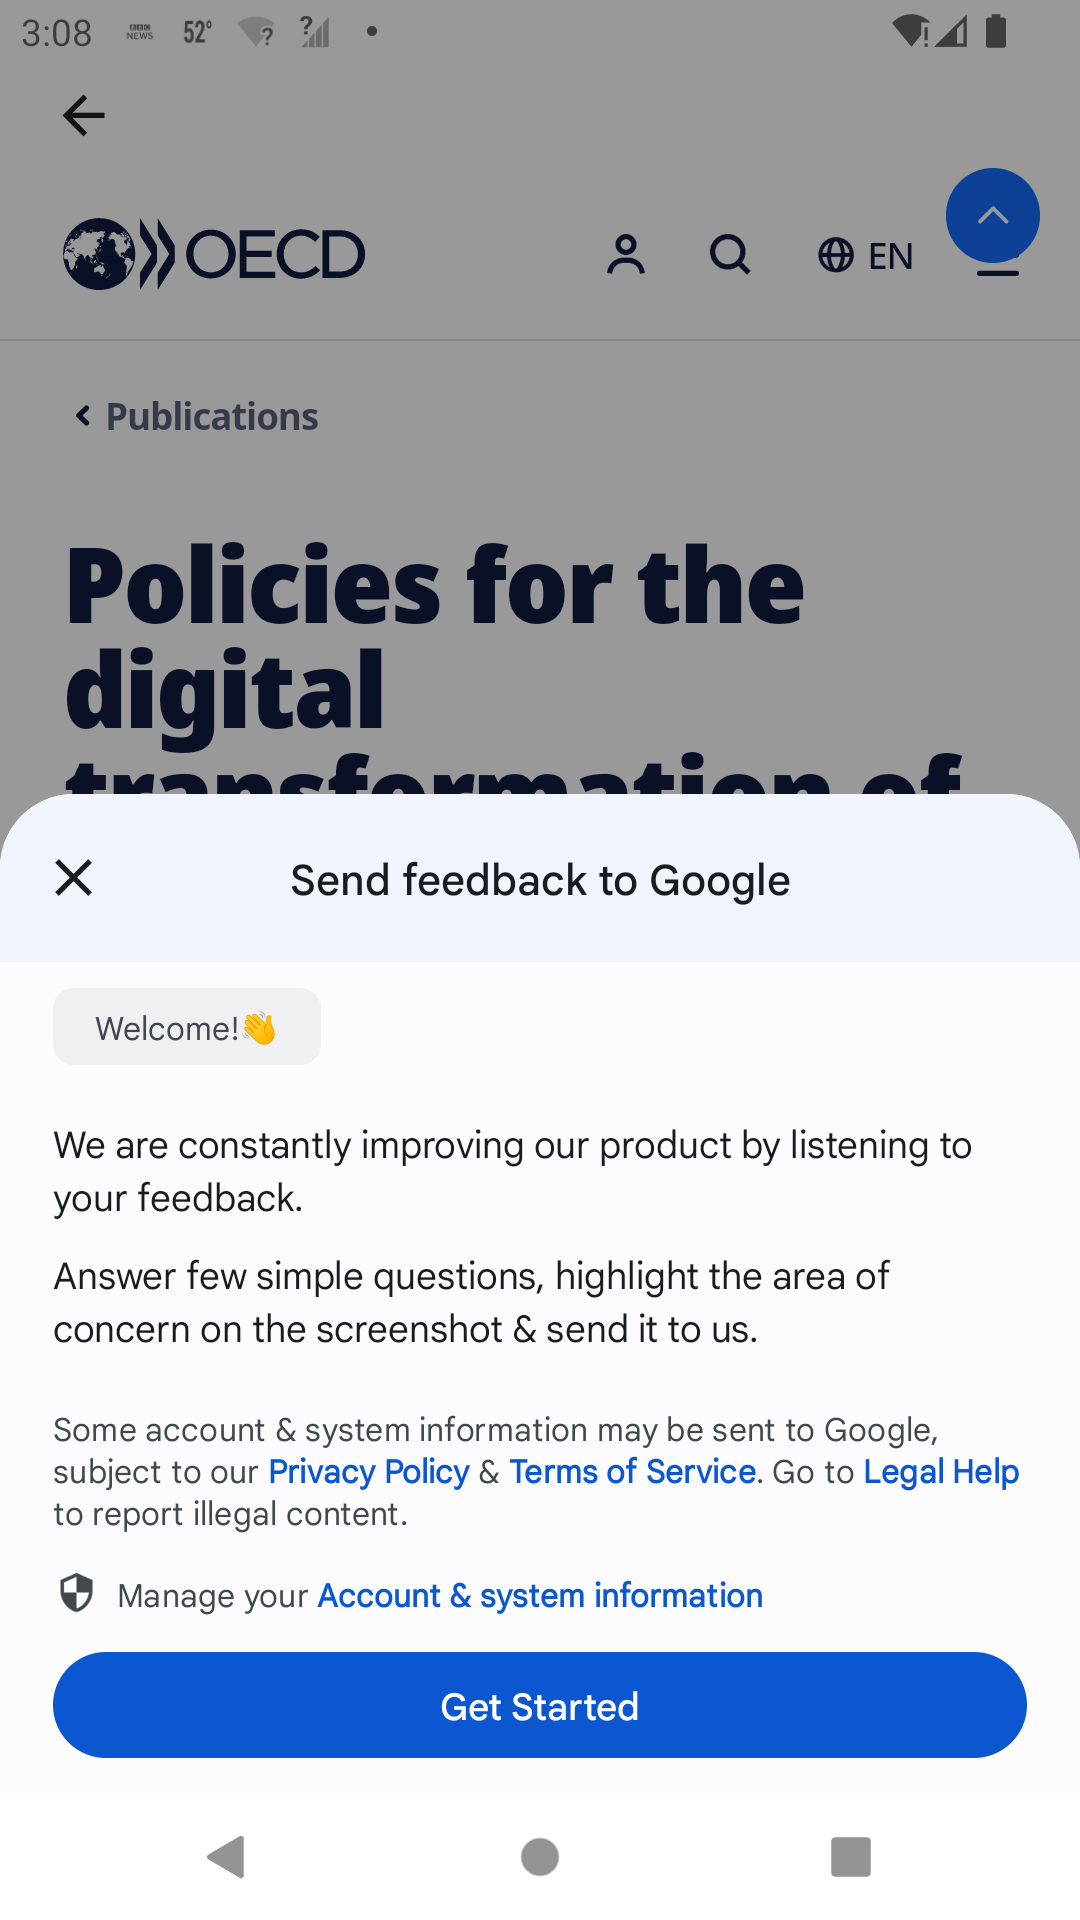 3:08 BBC NEWS 52°
OECD EN
Publications
Policies for the
digital
transformation of
Send feedback to Google
Welcome!👋
We are constantly improving our product by listening to
your feedback.
Answer few simple questions, highlight the area of
concern on the screenshot & send it to us.
Some account & system information may be sent to Google,
subject to our Privacy Policy & Terms of Service. Go to Legal Help
to report illegal content.
Manage your Account & system information
Get Started